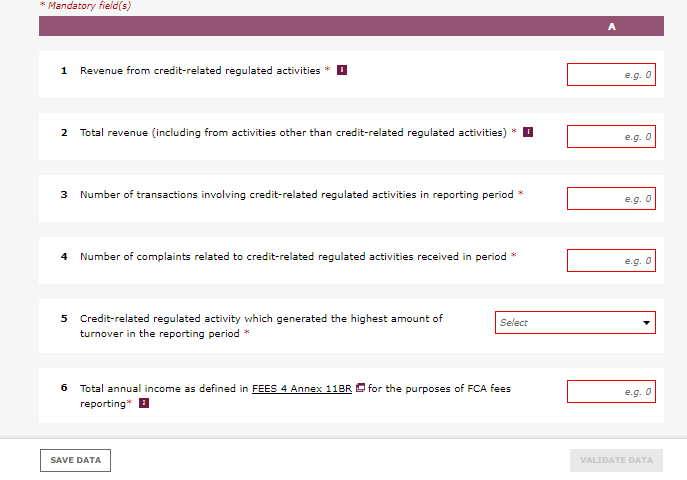 * Mandatory field(s)
A
1 Revenue from credit-related regulated activities * i
e.g. 0
2 Total revenue (including from activities other than credit-related regulated activities) * i
e.g. 0
3 Number of transactions involving credit-related regulated activities in reporting period *
e.g. 0
4 Number of complaints related to credit-related regulated activities received in period *
e.g. 0
5 Credit-related regulated activity which generated the highest amount of
turnover in the reporting period *
Select
6 Total annual income as defined in FEES 4 Annex 11BR for the purposes of FCA fees
reporting* i
e.g. 0
SAVE DATA
VALIDATE DATA